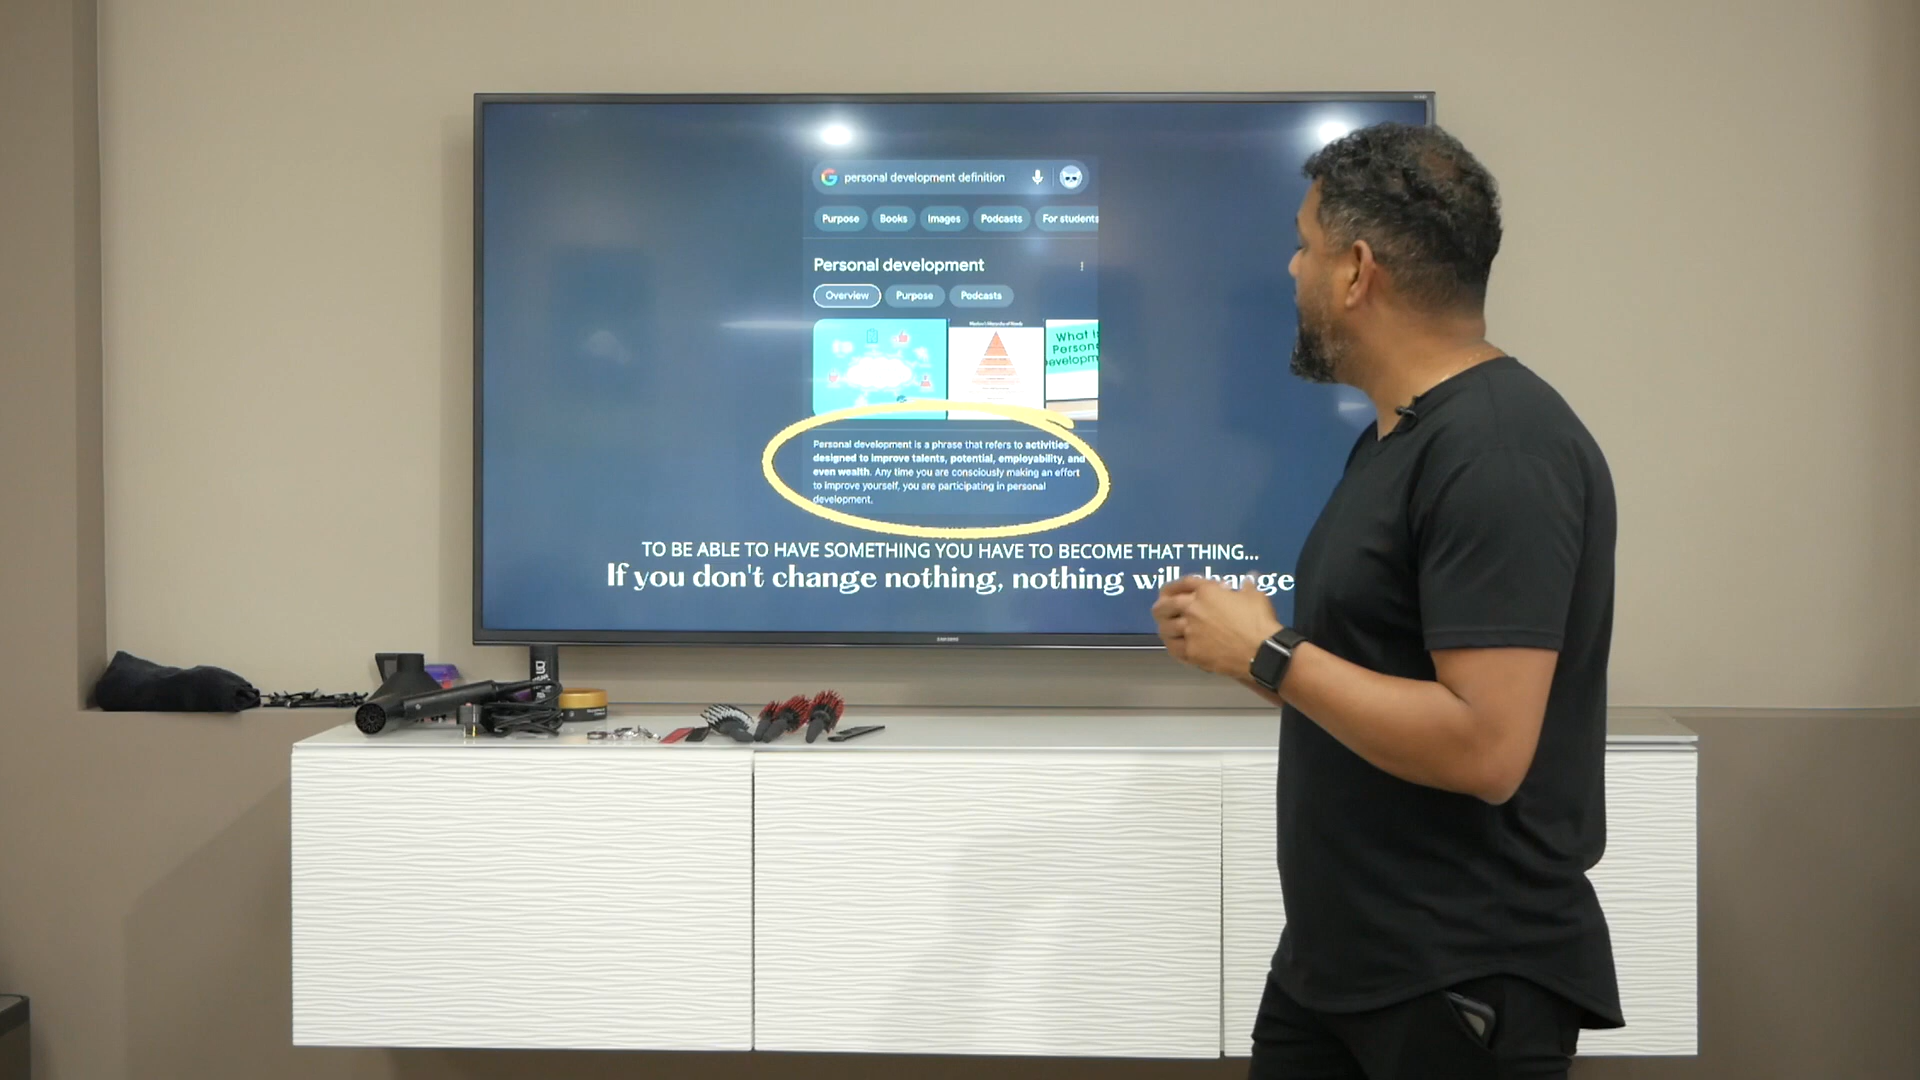 personal development definition
Purpose Books Images Podcasts For students
Personal development
Overview Purpose Podcasts
What
Personal development is a phrase that refers to activities
designed to improve talents, potential, employability, and
even wealth. Any time you are consciously making an effort
to improve yourself, you are participating in personal
development.
TO BE ABLE TO HAVE SOMETHING YOU HAVE TO BECOME THAT THING...
If you don't change nothing, nothing will change
SAMSUNG